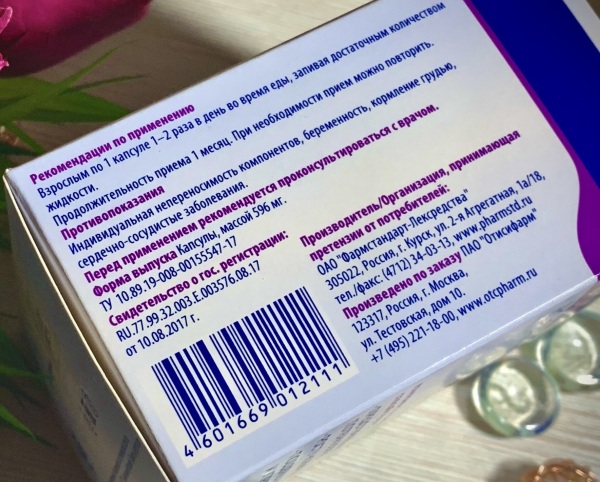 Рекомендации по применению
Взрослым по 1 капсуле 1–2 раза в день во время еды, запивая достаточным количеством
жидкости.
Продолжительность приема 1 месяц. При необходимости прием можно повторить.
Противопоказания
Индивидуальная непереносимость компонентов, беременность, кормление грудью,
сердечно-сосудистые заболевания.
Перед применением рекомендуется проконсультироваться с врачом.
Форма выпуска Капсулы, массой 596 мг.
ТУ 10.89.19-008-00155547-17
Свидетельство о гос. регистрации:
RU.77.99.32.003.Е.003576.08.17
от 10.08.2017 г.
4 601669 012111
Производитель/Организация, принимающая
претензии от потребителей:
ОАО "Фармстандарт-Лексредства"
305022, Россия, г. Курск, ул. 2-я Агрегатная, 1а/18,
тел./факс: (4712) 34-03-13, www.pharmstd.ru
Произведено по заказу ПАО "Отисифарм"
123317, Россия, г. Москва,
ул. Тестовская, дом 10.
+7 (495) 221-18-00, www.otcpharm.ru